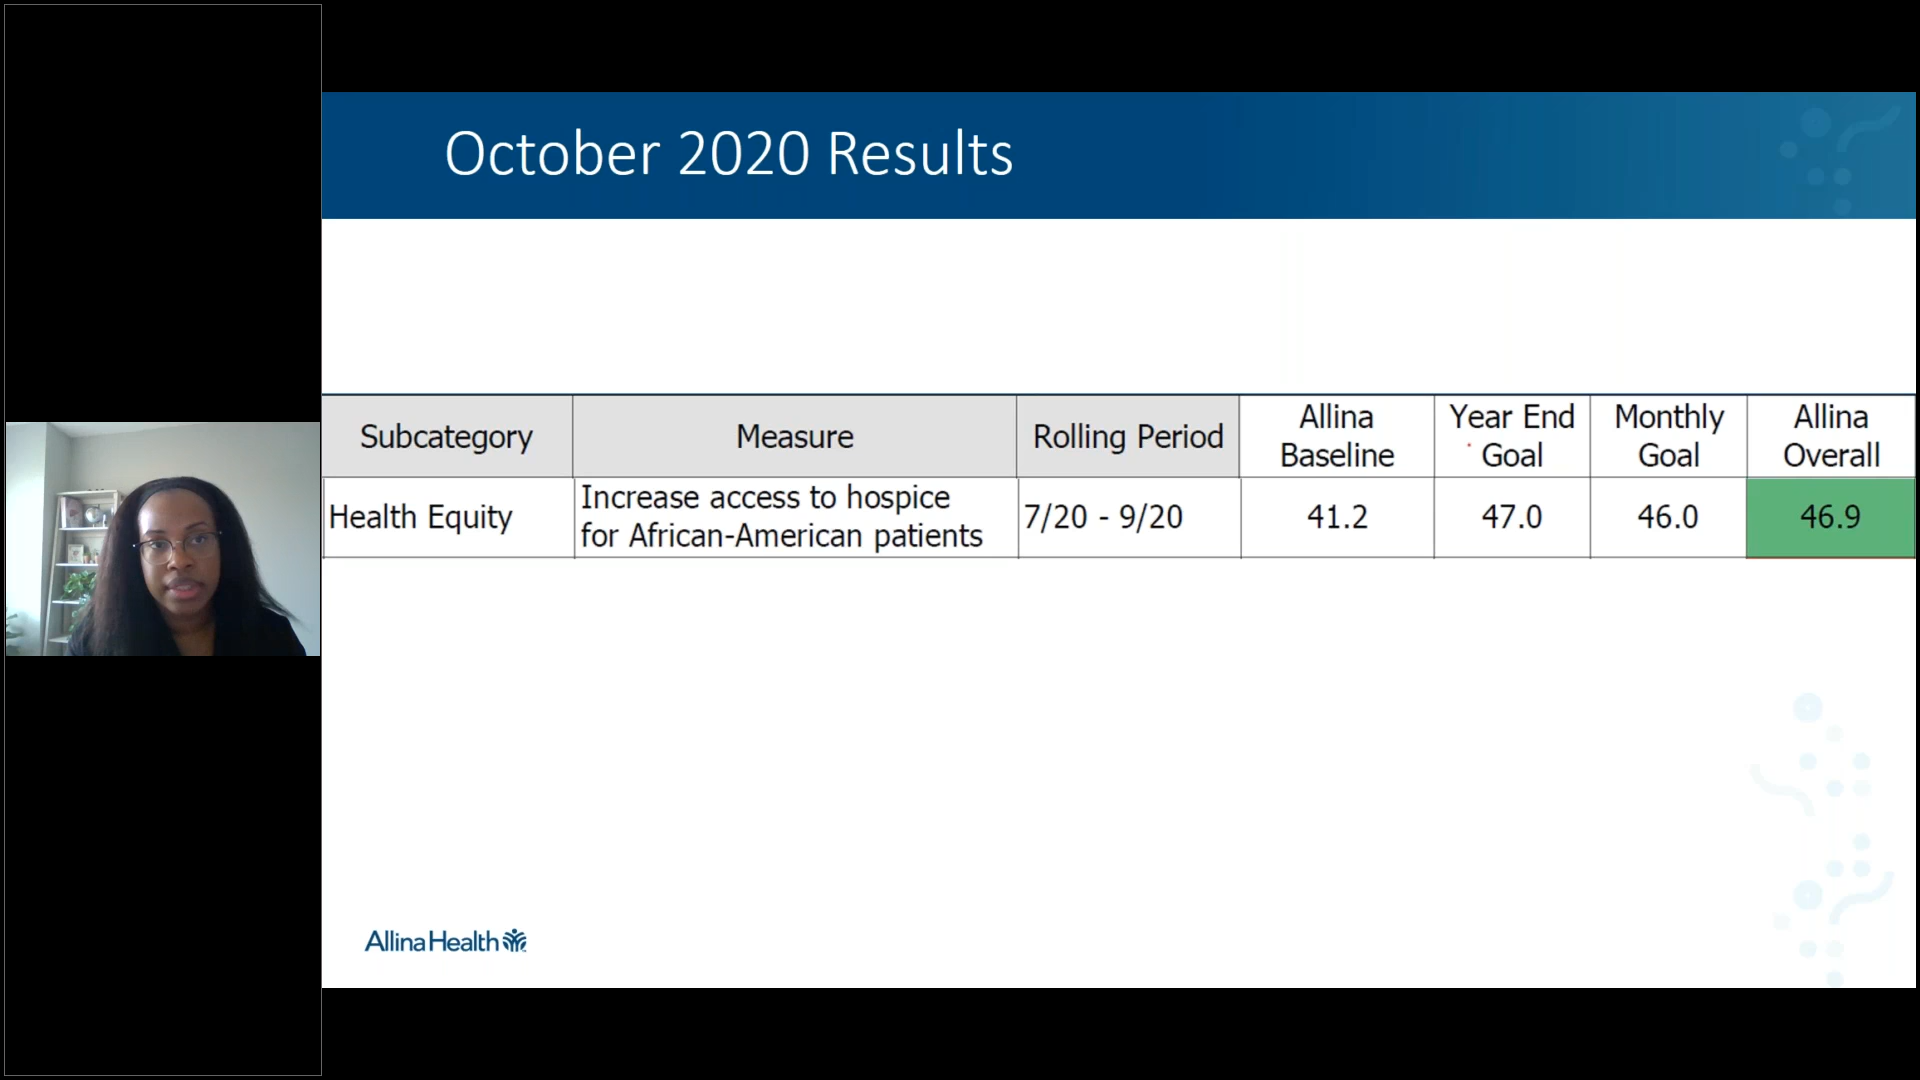 October 2020 Results
Subcategory
Measure
Rolling Period
Allina
Baseline
Year End
Goal
Monthly
Goal
Allina
Overall
Health Equity
Increase access to hospice
for African-American patients
7/20 - 9/20
41.2
47.0
46.0
46.9
Allina Health